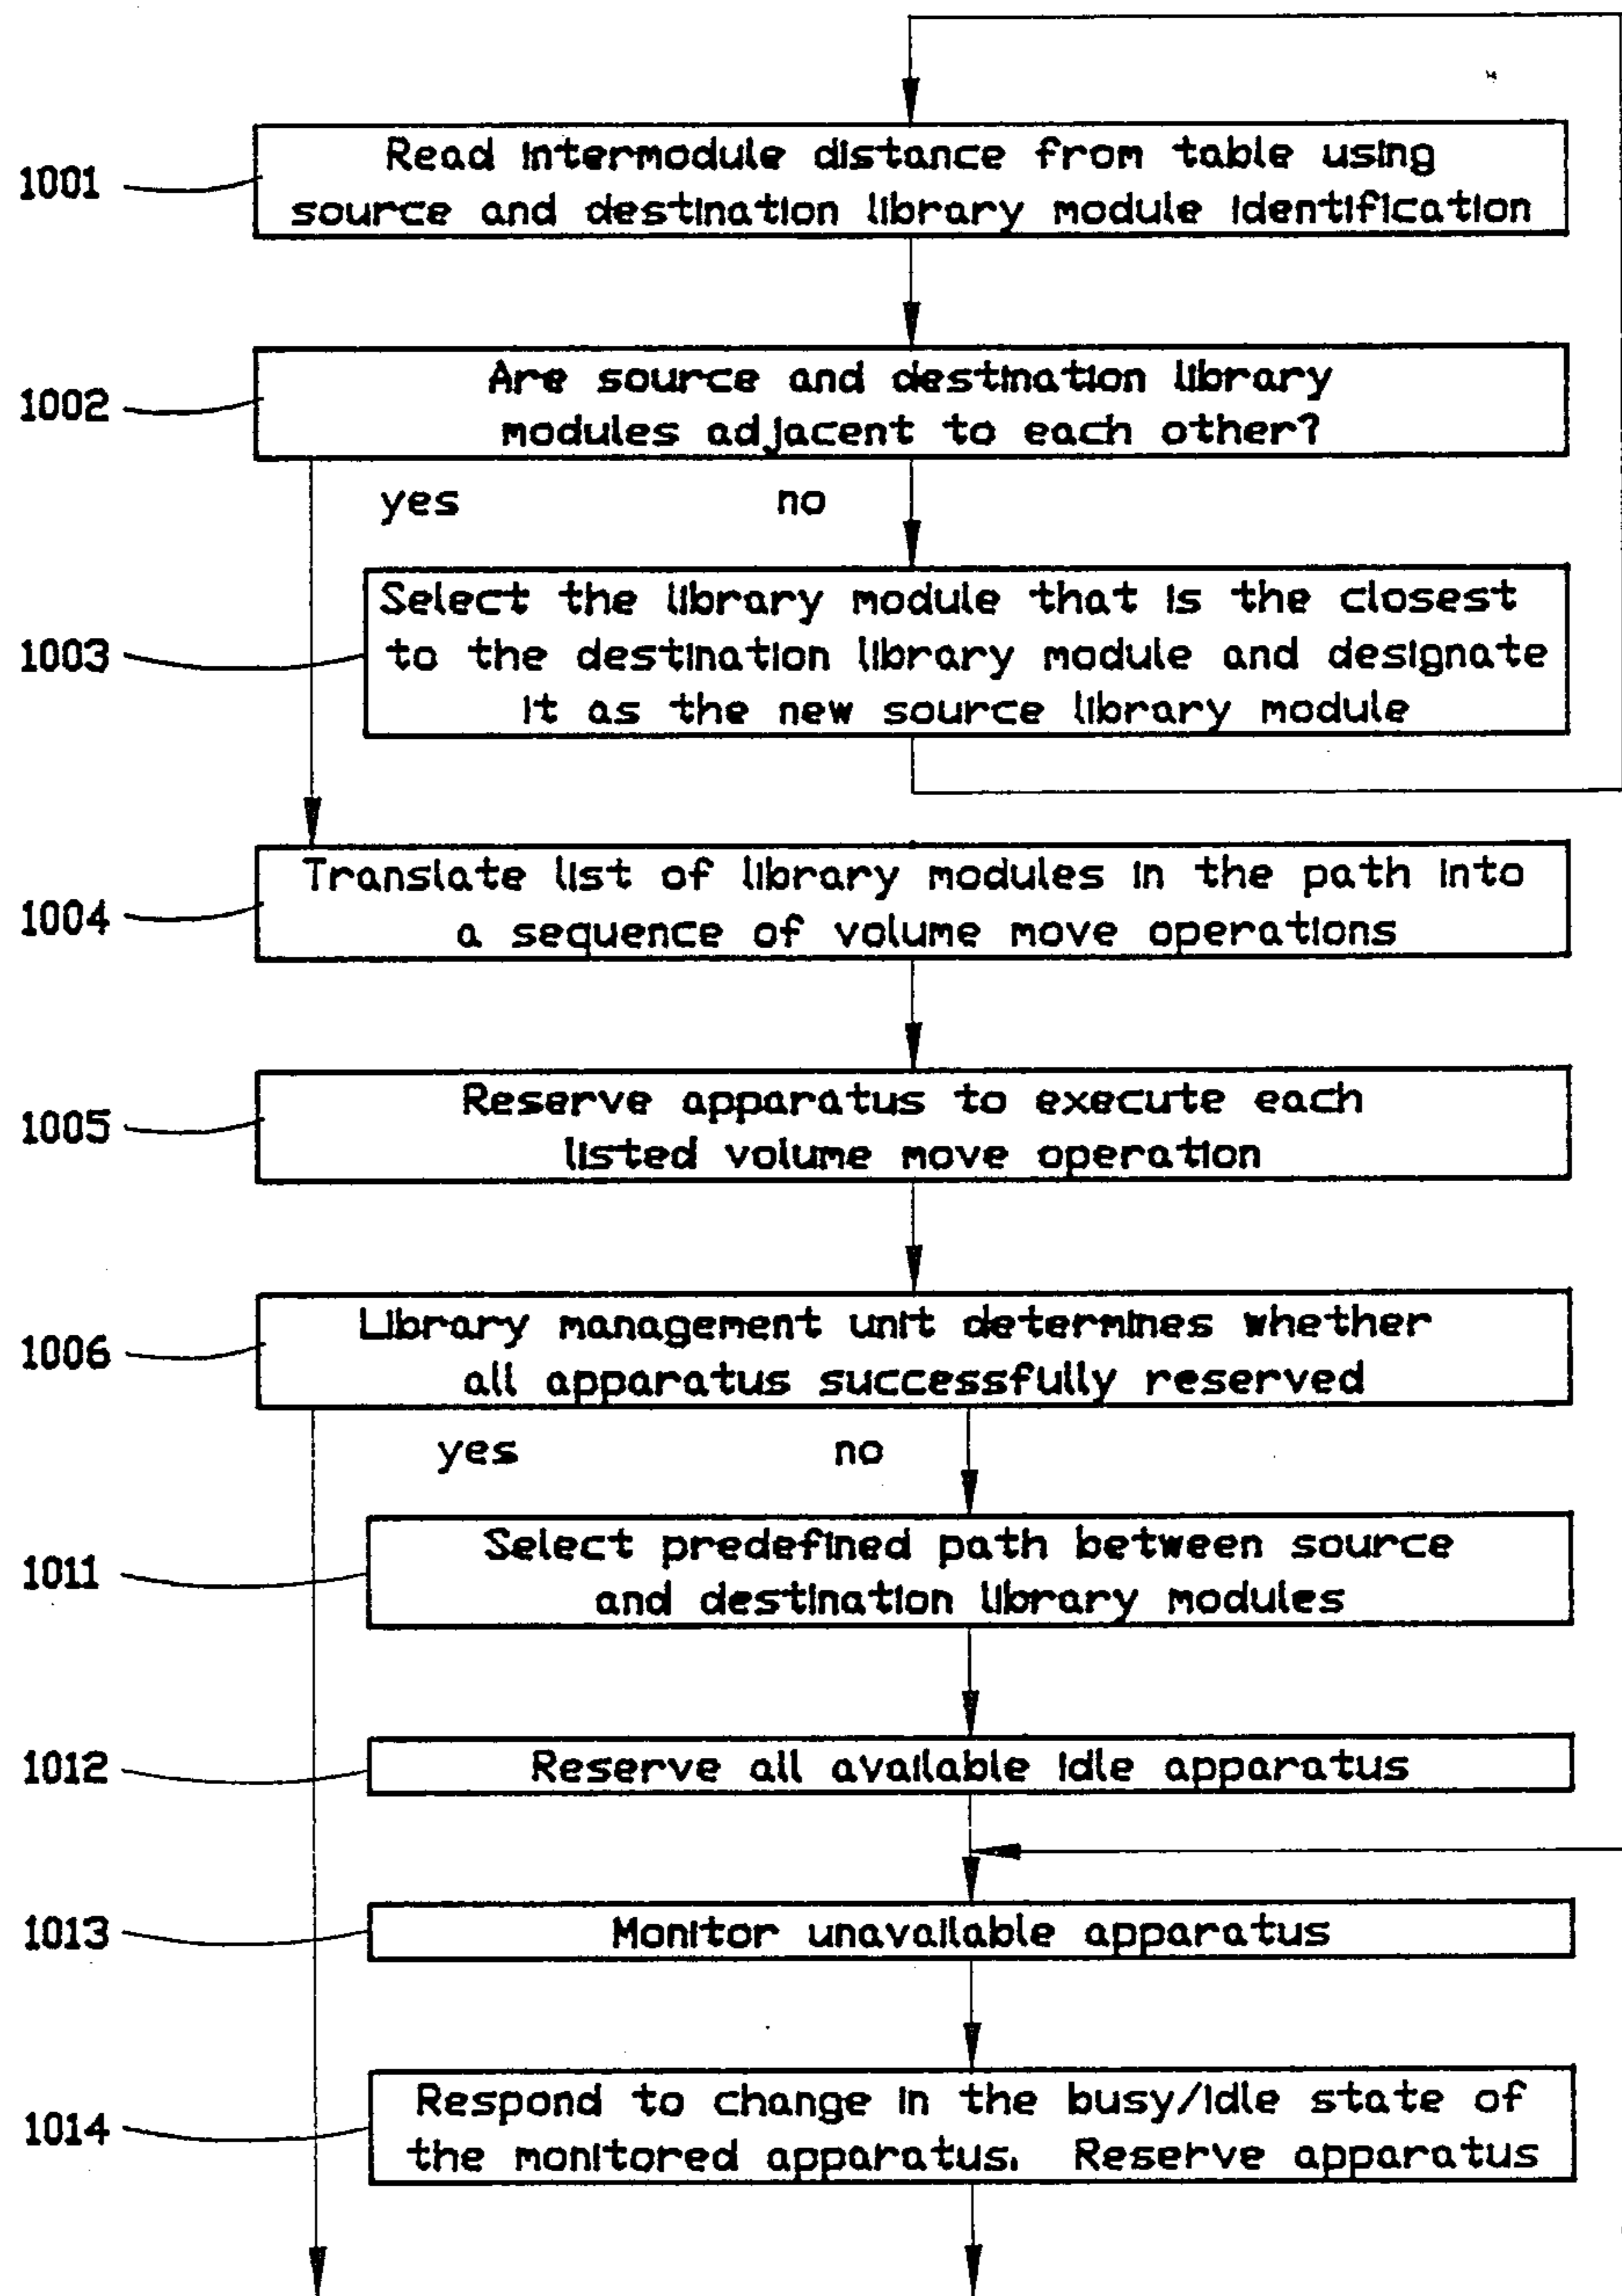 1001
Read intermodule distance from table using
source and destination library module identification
1002
Are source and destination library
modules adjacent to each other?
yes no
1003
Select the library module that is the closest
to the destination library module and designate
it as the new source library module
1004
Translate list of library modules in the path into
a sequence of volume move operations
1005
Reserve apparatus to execute each
listed volume move operation
1006
Library management unit determines whether
all apparatus successfully reserved
yes no
1011
Select predefined path between source
and destination library modules
1012
Reserve all available idle apparatus
1013
Monitor unavailable apparatus
1014
Respond to change in the busy/idle state of
the monitored apparatus. Reserve apparatus